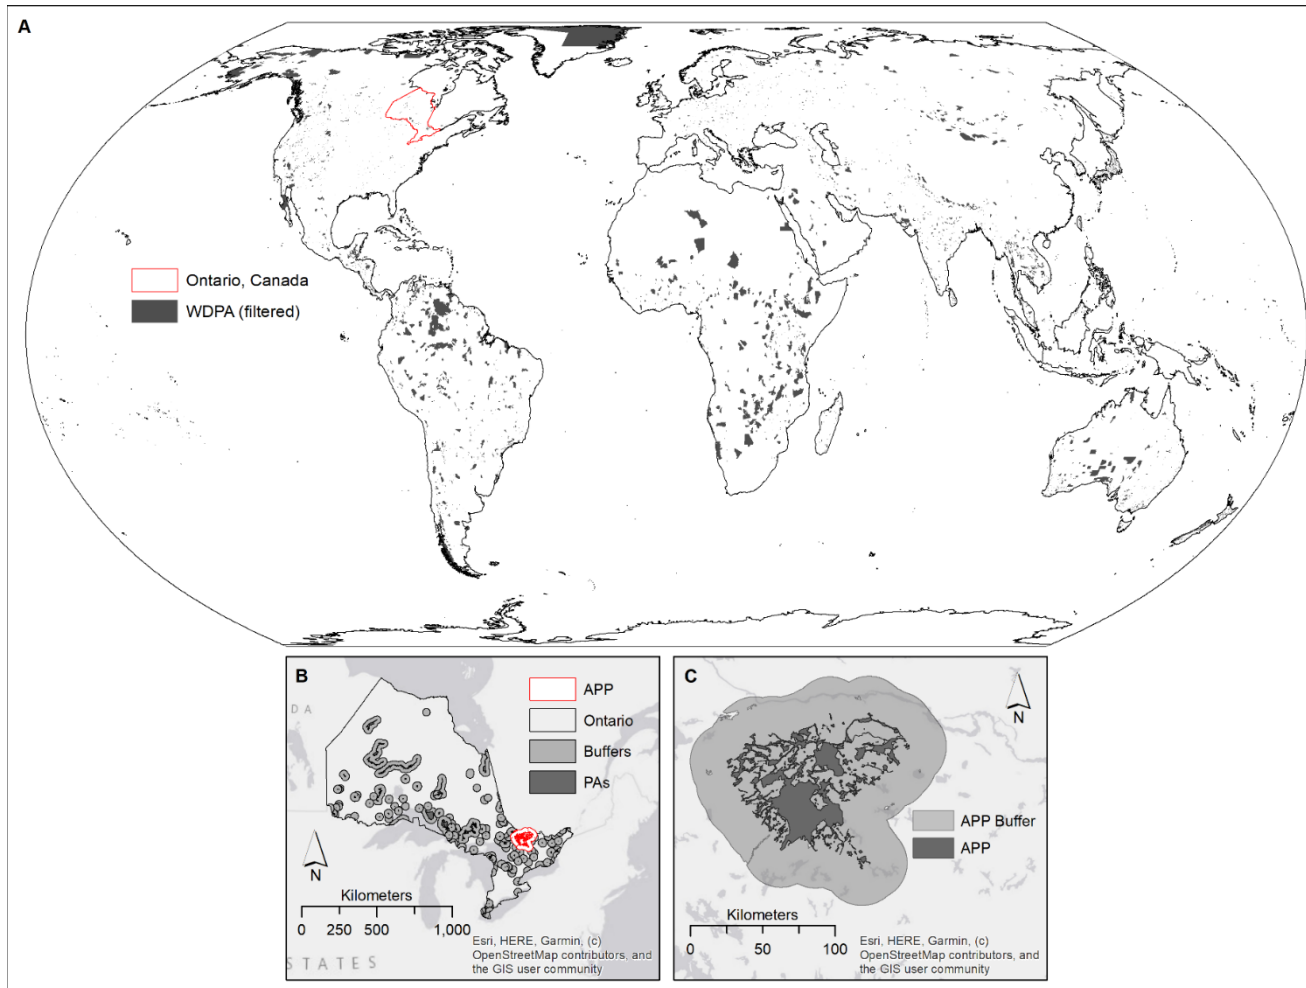 A
Ontario, Canada
WDPA (filtered)
B
APP
Ontario
Buffers
PAs
D A
N
Kilometers
0 250 500 1,000
Esri, HERE, Garmin, (c)
OpenStreetMap contributors, and
the GIS user community
S T A T E S
C
N
APP Buffer
APP
Kilometers
0 50 100
Esri, HERE, Garmin, (c)
OpenStreetMap contributors, and
the GIS user community